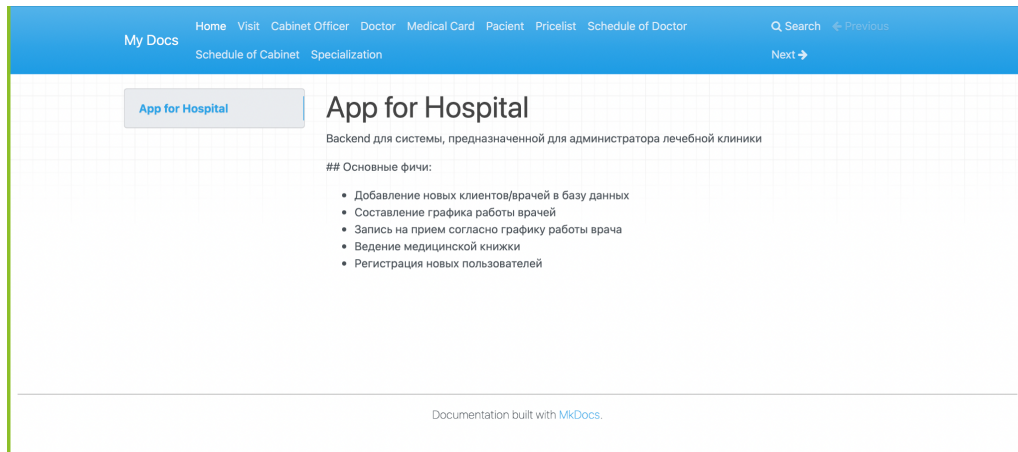 My Docs
Home Visit Cabinet Officer Doctor Medical Card Pacient Pricelist Schedule of Doctor
Schedule of Cabinet Specialization
Search Previous
Next
App for Hospital
App for Hospital
Backend для системы, предназначенной для администратора лечебной клиники
## Основные фичи:
Добавление новых клиентов/врачей в базу данных
Составление графика работы врачей
Запись на прием согласно графику работы врача
Ведение медицинской книжки
Регистрация новых пользователей
Documentation built with MkDocs.